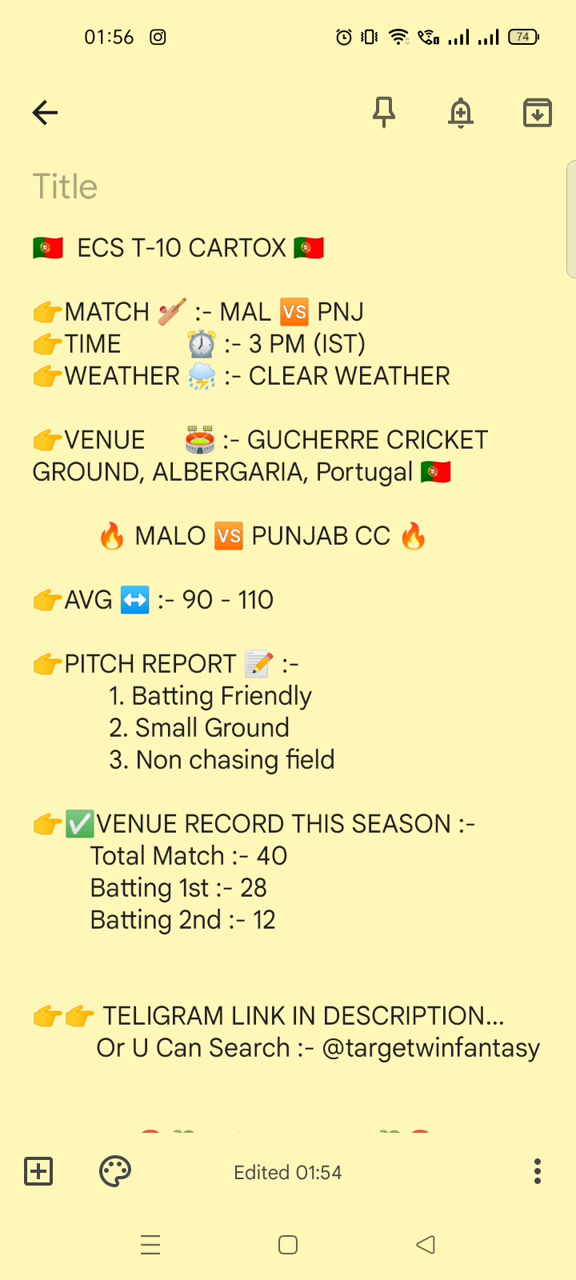 01:56
74
Title
🇵🇹 ECS T-10 CARTOX 🇵🇹
👉MATCH 🏏 :- MAL 🆚 PNJ
👉TIME ⏰ :- 3 PM (IST)
👉WEATHER ⛈️ :- CLEAR WEATHER
👉VENUE 🏟️ :- GUCHERRE CRICKET
GROUND, ALBERGARIA, Portugal 🇵🇹
🔥 MALO 🆚 PUNJAB CC 🔥
👉AVG ↔️ :- 90 - 110
👉PITCH REPORT 📝 :-
1. Batting Friendly
2. Small Ground
3. Non chasing field
👉✅VENUE RECORD THIS SEASON :-
Total Match :- 40
Batting 1st :- 28
Batting 2nd :- 12
👉👉 TELIGRAM LINK IN DESCRIPTION...
Or U Can Search :- @targetwinfantasy
Edited 01:54